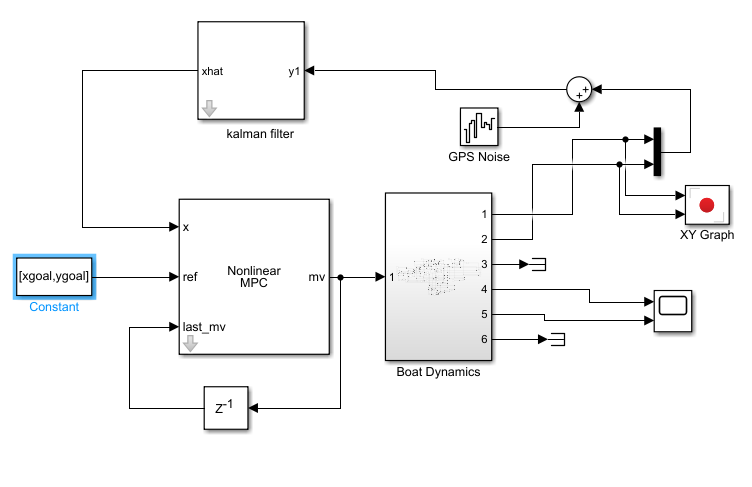 xhat
y1
kalman filter
+
+
GPS Noise
XY Graph
x
ref
last_mv
Nonlinear
MPC
mv
[xgoal,ygoal]
Constant
1
1
2
3
4
5
6
Boat Dynamics
Z-1